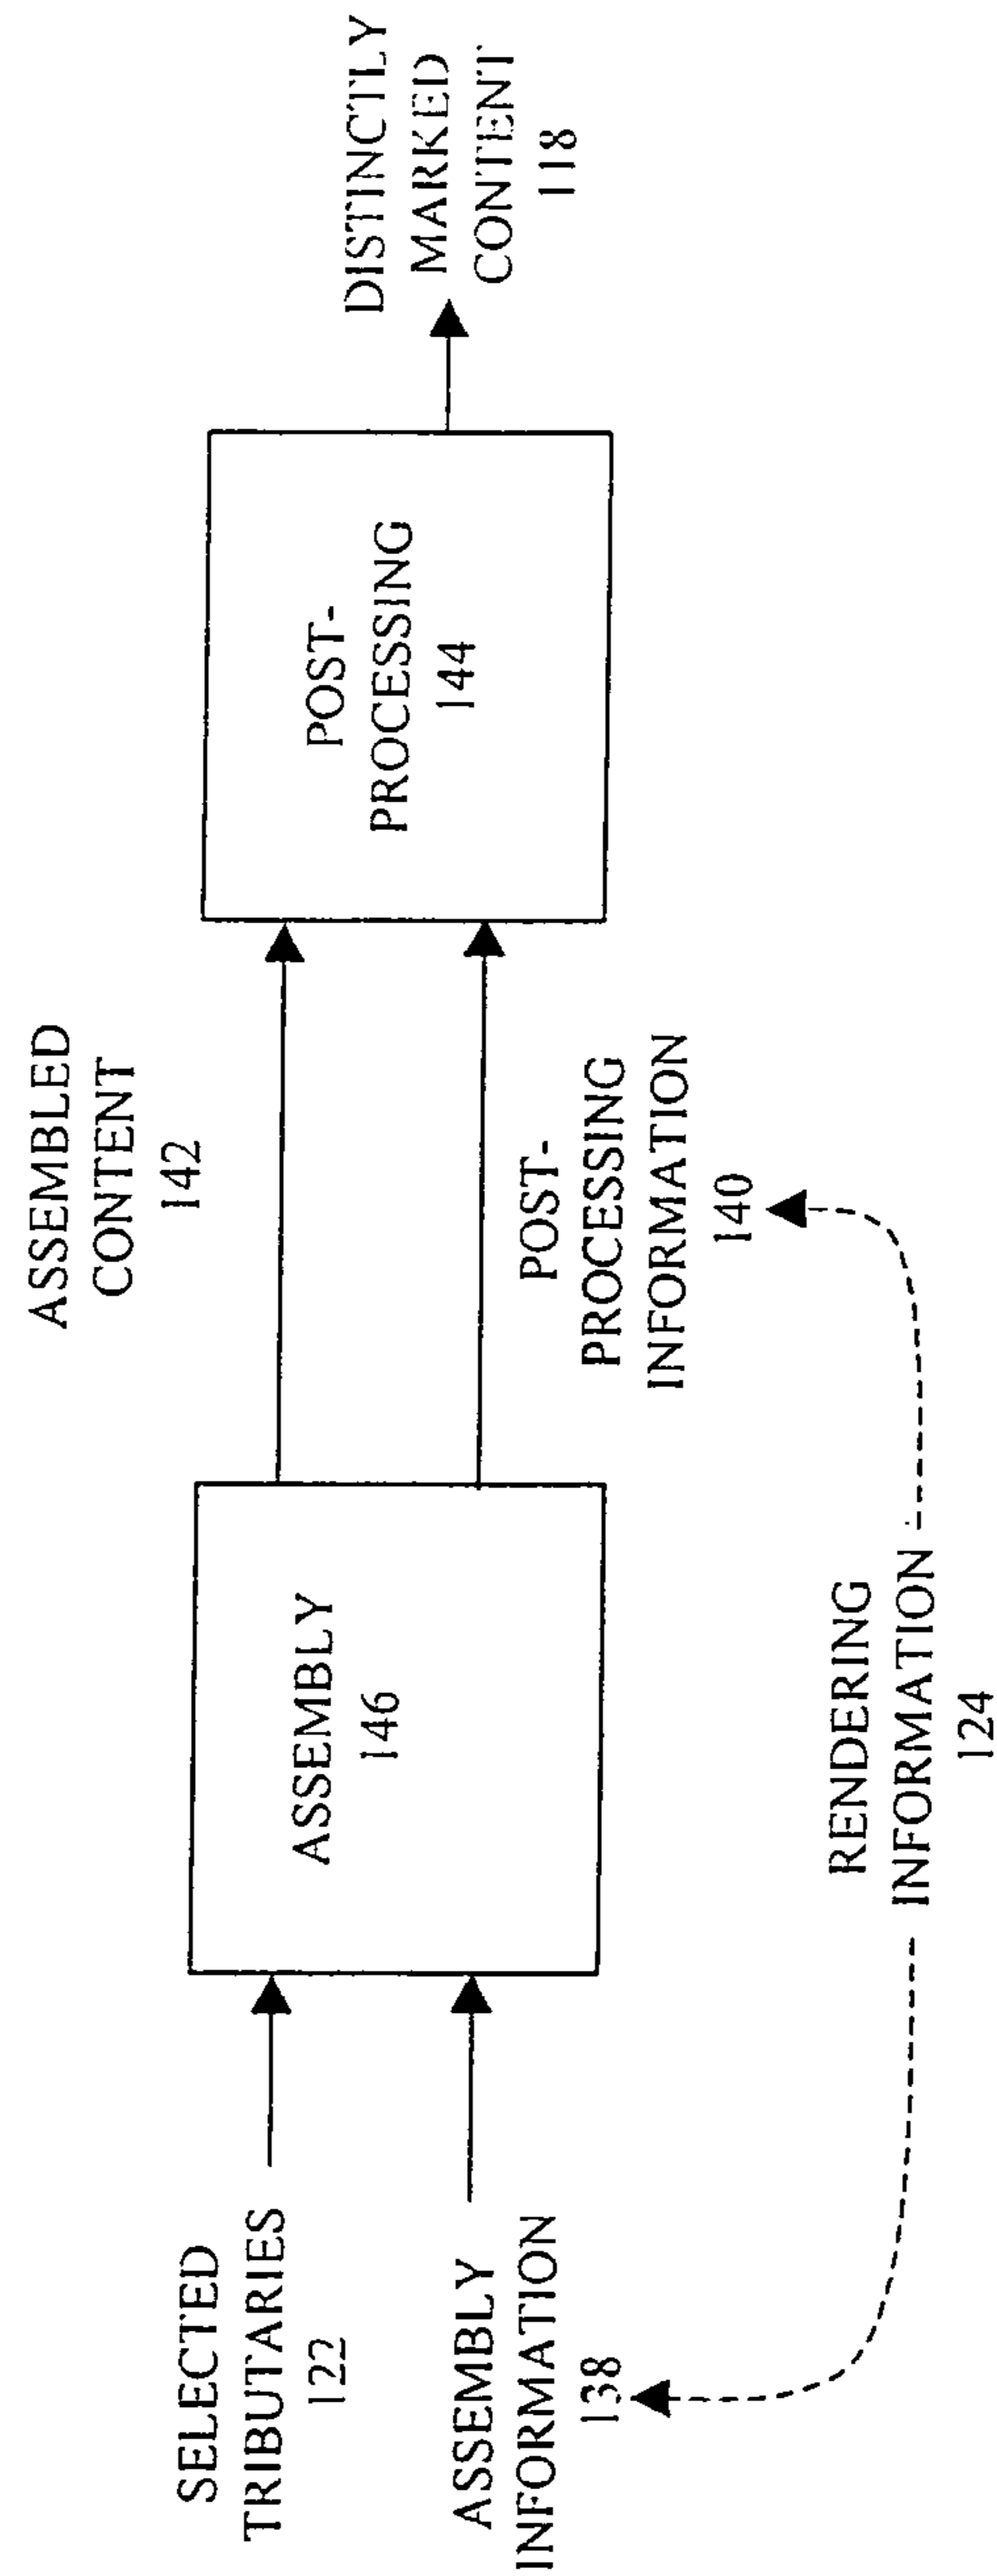 SELECTED
TRIBUTARIES
122
ASSEMBLY
INFORMATION
138
ASSEMBLY
146
ASSEMBLED
CONTENT
142
POST-
PROCESSING
INFORMATION
140
POST-
PROCESSING
144
DISTINCTLY
MARKED
CONTENT
118
RENDERING
INFORMATION
124